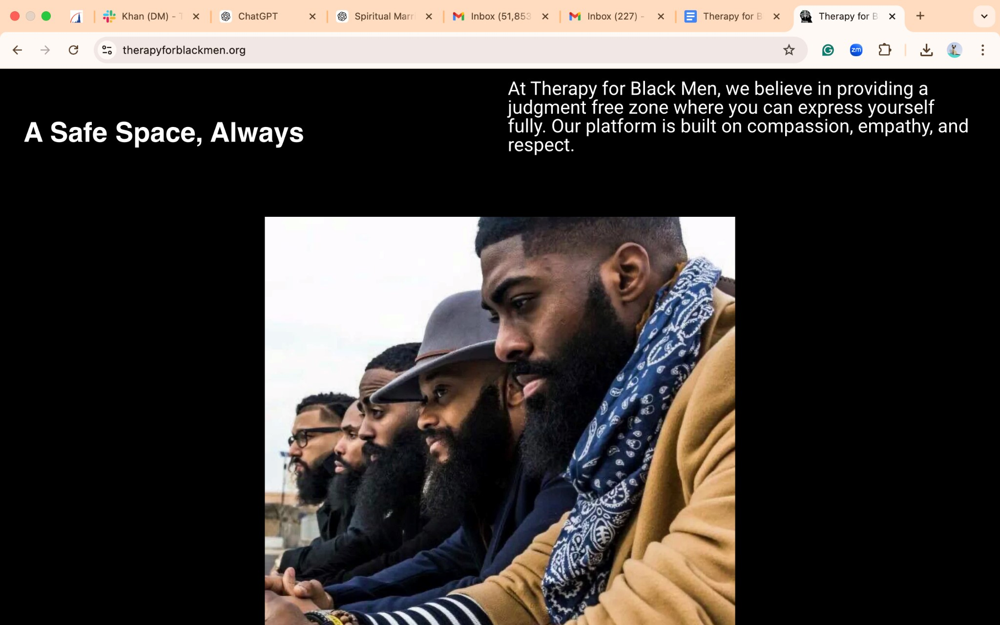 Khan (DM) - T
ChatGPT
Spiritual Marri
Inbox (51,853
Inbox (227) -
Therapy for B
Therapy for B
therapyforblackmen.org
zm
A Safe Space, Always
At Therapy for Black Men, we believe in providing a
judgment free zone where you can express yourself
fully. Our platform is built on compassion, empathy, and
respect.